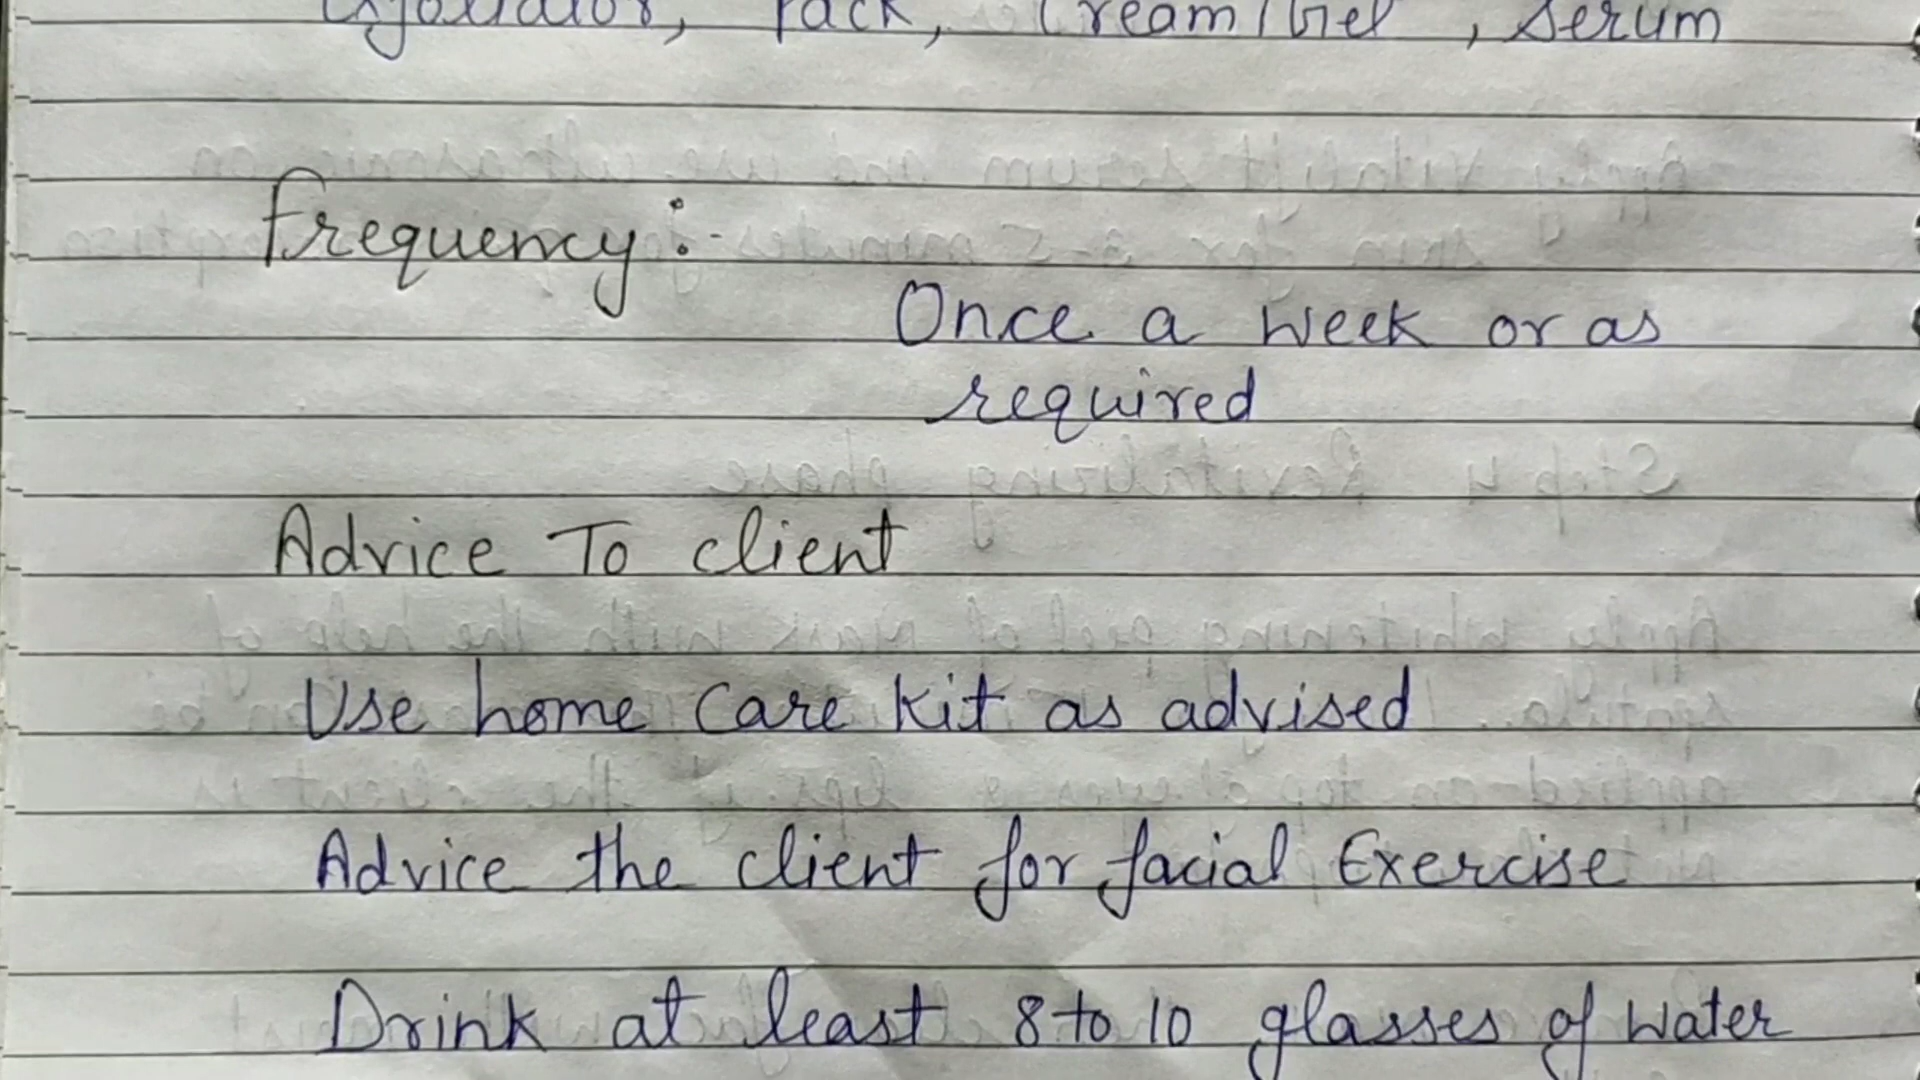 Exfoliator, Pack, Cream/Gel, Serum
Frequency :-
Once a week or as
required
Advice To client
Use home care kit as advised
Advice the client for facial Exercise
Drink at least 8 to 10 glasses of water